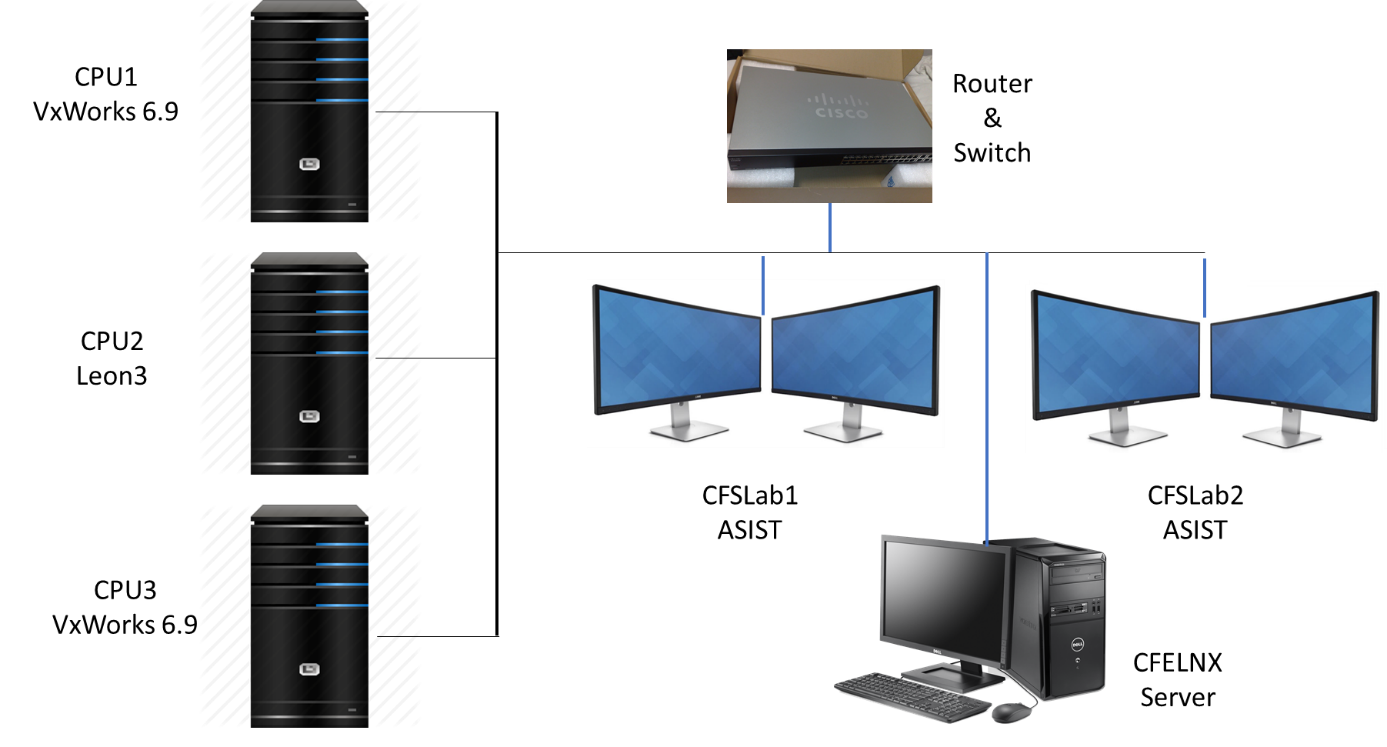 CPU1
VxWorks 6.9
CPU2
Leon3
CPU3
VxWorks 6.9
CISCO
Router
&
Switch
CFSLab1
ASIST
CFSLab2
ASIST
DELL
CFELNX
Server